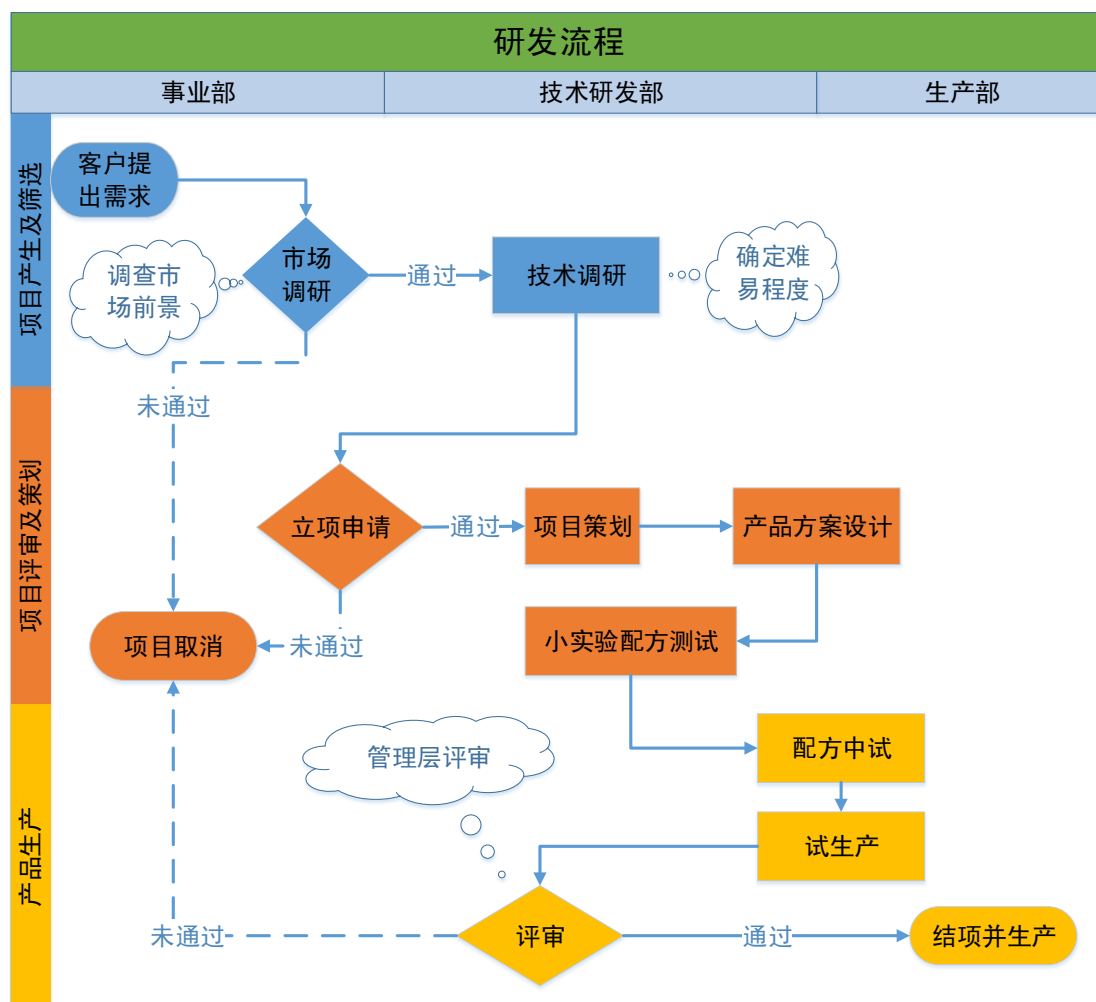 研发流程
事业部
技术研发部
生产部
项目产生及筛选
客户提
出需求
市场
调研
调查市
场前景
通过
技术调研
确定难
易程度
未通过
项目评审及策划
立项申请
通过
项目策划
产品方案设计
未通过
项目取消
小实验配方测试
产品生产
管理层评审
配方中试
试生产
评审
未通过
通过
结项并生产